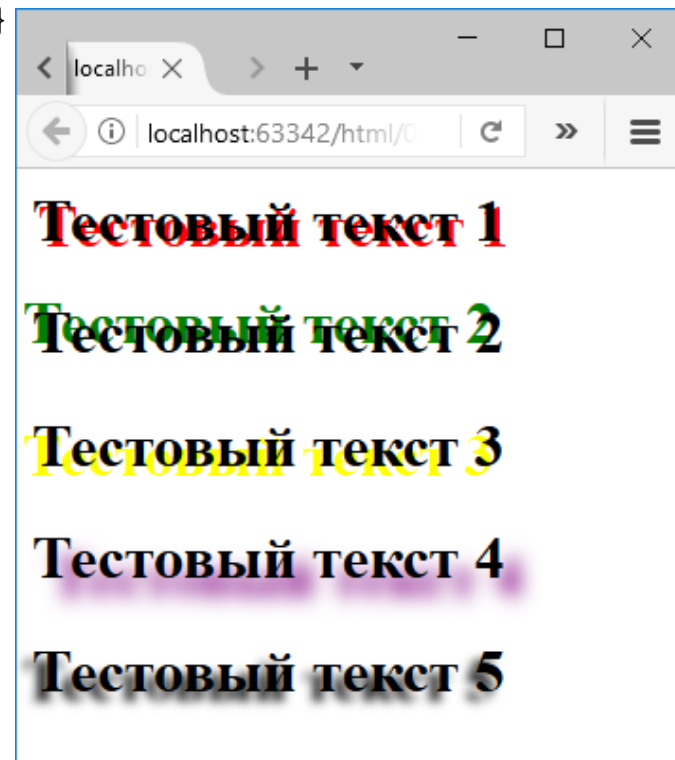 }
localho
localhost:63342/html/0
Тестовый текст 1
Тестовый текст 2
Тестовый текст 3
Тестовый текст 4
Тестовый текст 5